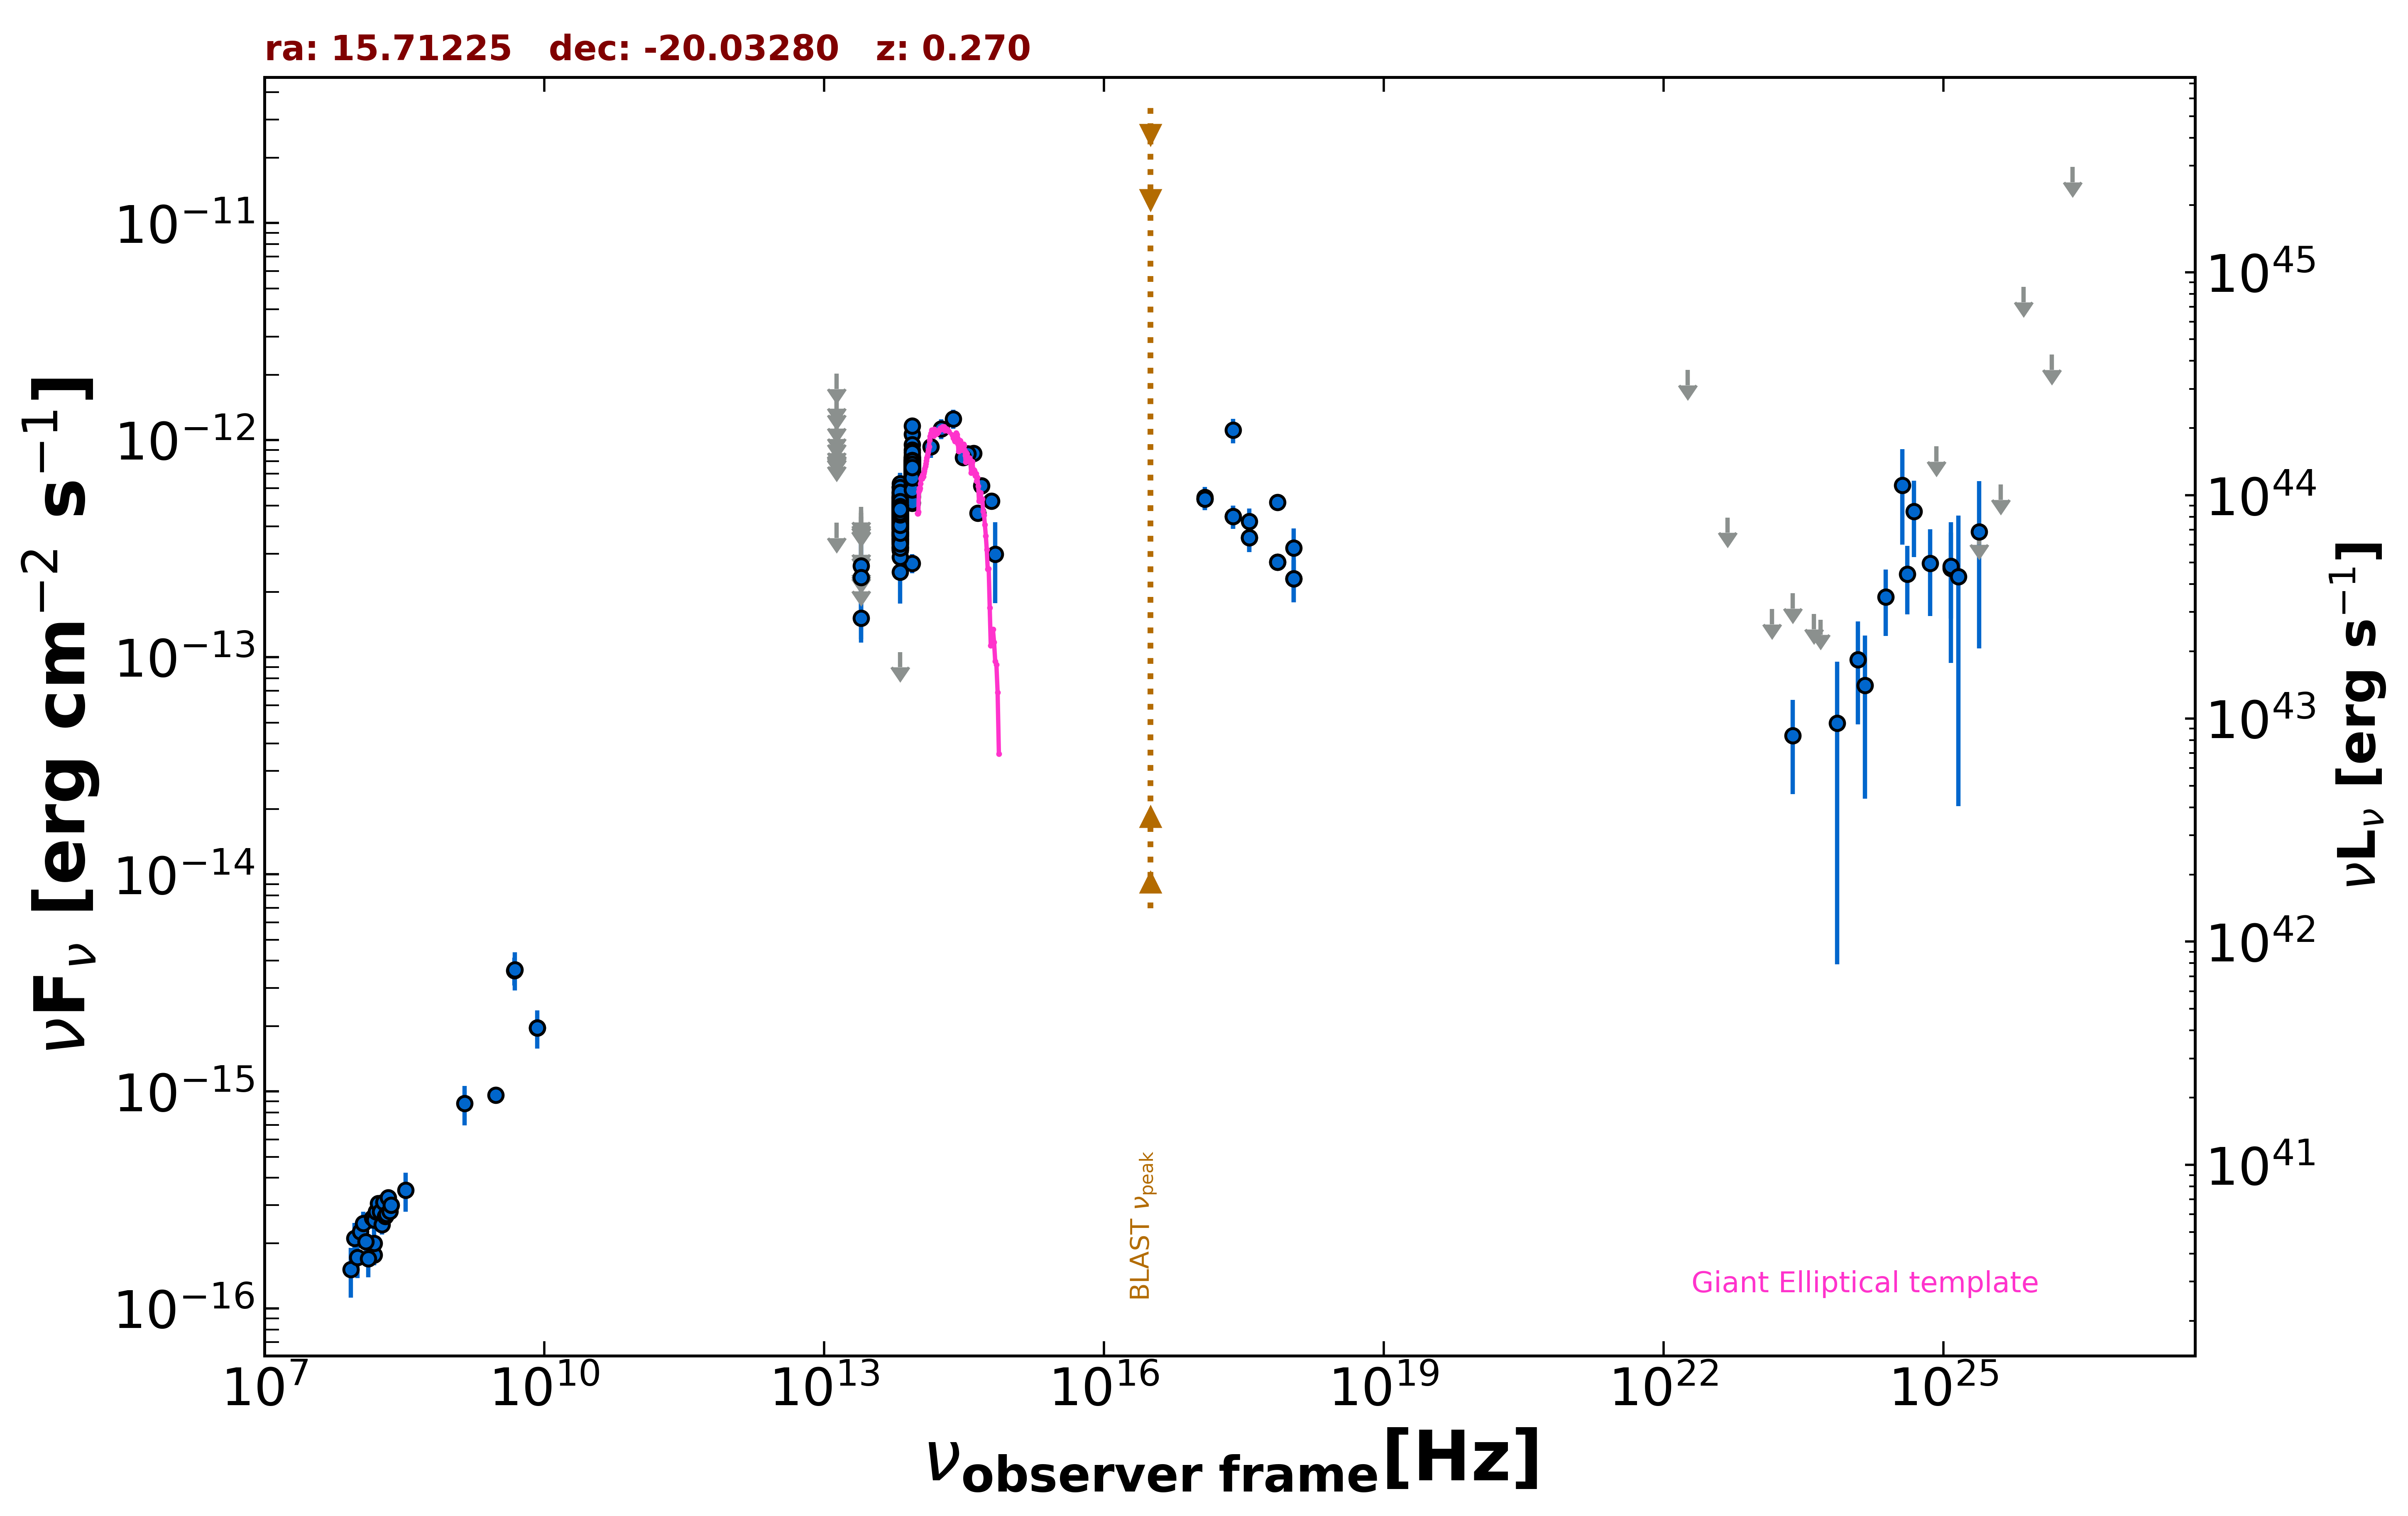 ra: 15.71225   dec: -20.03280   z: 0.270
νFν [erg cm⁻² s⁻¹]
10⁻¹¹
10⁻¹²
10⁻¹³
10⁻¹⁴
10⁻¹⁵
10⁻¹⁶
10⁴⁵
10⁴⁴
10⁴³
10⁴²
10⁴¹
νLν [erg s⁻¹]
BLAST νpeak
Giant Elliptical template
10⁷ 10¹⁰ 10¹³ 10¹⁶ 10¹⁹ 10²² 10²⁵
νobserver frame[Hz]